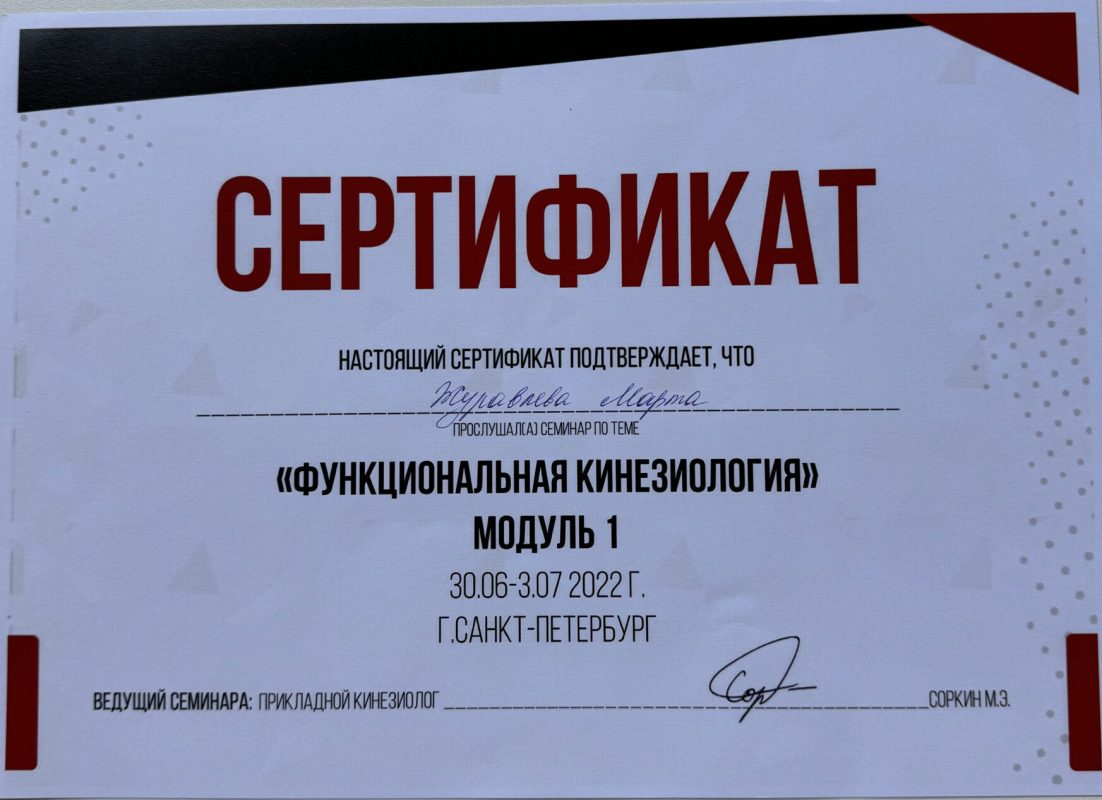 СЕРТИФИКАТ
НАСТОЯЩИЙ СЕРТИФИКАТ ПОДТВЕРЖДАЕТ, ЧТО
Журавлева Марта
ПРОСЛУШАЛ(А) СЕМИНАР ПО ТЕМЕ
«ФУНКЦИОНАЛЬНАЯ КИНЕЗИОЛОГИЯ»
МОДУЛЬ 1
30.06-3.07 2022 Г.
Г.САНКТ-ПЕТЕРБУРГ
ВЕДУЩИЙ СЕМИНАРА: ПРИКЛАДНОЙ КИНЕЗИОЛОГ Сор СОРКИН М.Э.